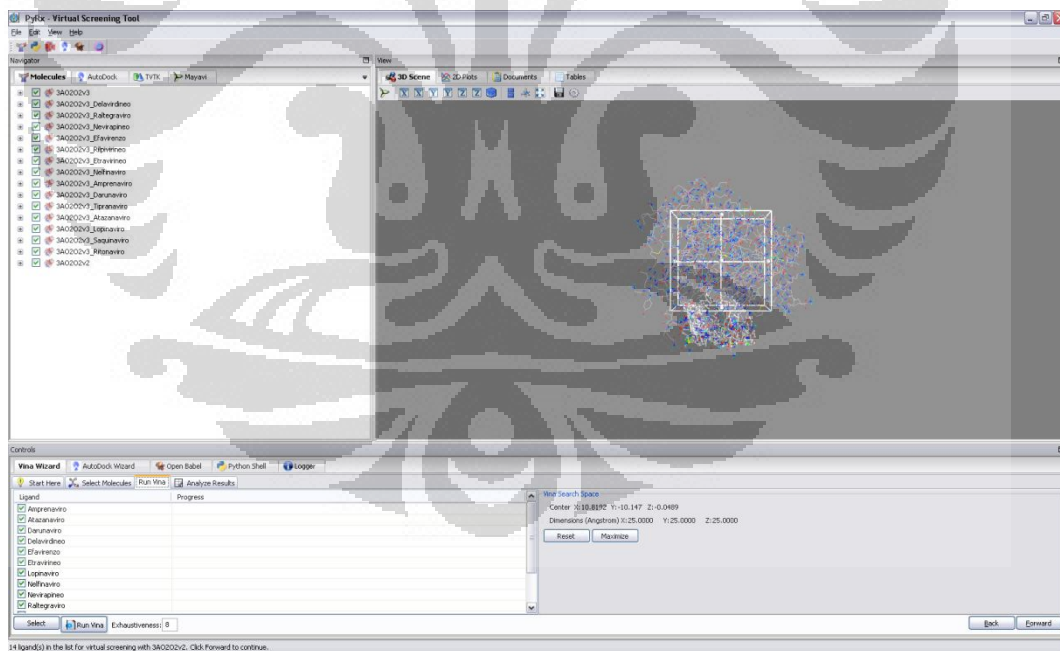 PyRx - Virtual Screening Tool
File Edit View Help
Navigator
Molecules AutoDock TVTK Mayavi
3AO2O2v3
3AO2O2v3_Delavirdineo
3AO2O2v3_Raltegraviro
3AO2O2v3_Nevirapineo
3AO2O2v3_Efavirenzo
3AO2O2v3_Rilpivirineo
3AO2O2v3_Etravirineo
3AO2O2v3_Nelfinaviro
3AO2O2v3_Amprenaviro
3AO2O2v3_Darunaviro
3AO2O2v3_Tipranaviro
3AO2O2v3_Atazanaviro
3AO2O2v3_Lopinaviro
3AO2O2v3_Saquinaviro
3AO2O2v3_Ritonaviro
3AO2O2v2
View
3D Scene 2D Plots Documents Tables
X X Y Y Z Z
Controls
Vina Wizard AutoDock Wizard Open Babel Python Shell Logger
Start Here Select Molecules Run Vina Analyze Results
Ligand Progress
Amprenaviro
Atazanaviro
Darunaviro
Delavirdineo
Efavirenzo
Etravirineo
Lopinaviro
Nelfinaviro
Nevirapineo
Raltegraviro
Vina Search Space
Center X:10.8192 Y:-10.147 Z:-0.0489
Dimensions (Angstrom) X:25.0000 Y:25.0000 Z:25.0000
Reset Maximize
Select Run Vina Exhaustiveness: 8 Back Forward
14 ligand(s) in the list for virtual screening with 3AO2O2v2. Click Forward to continue.